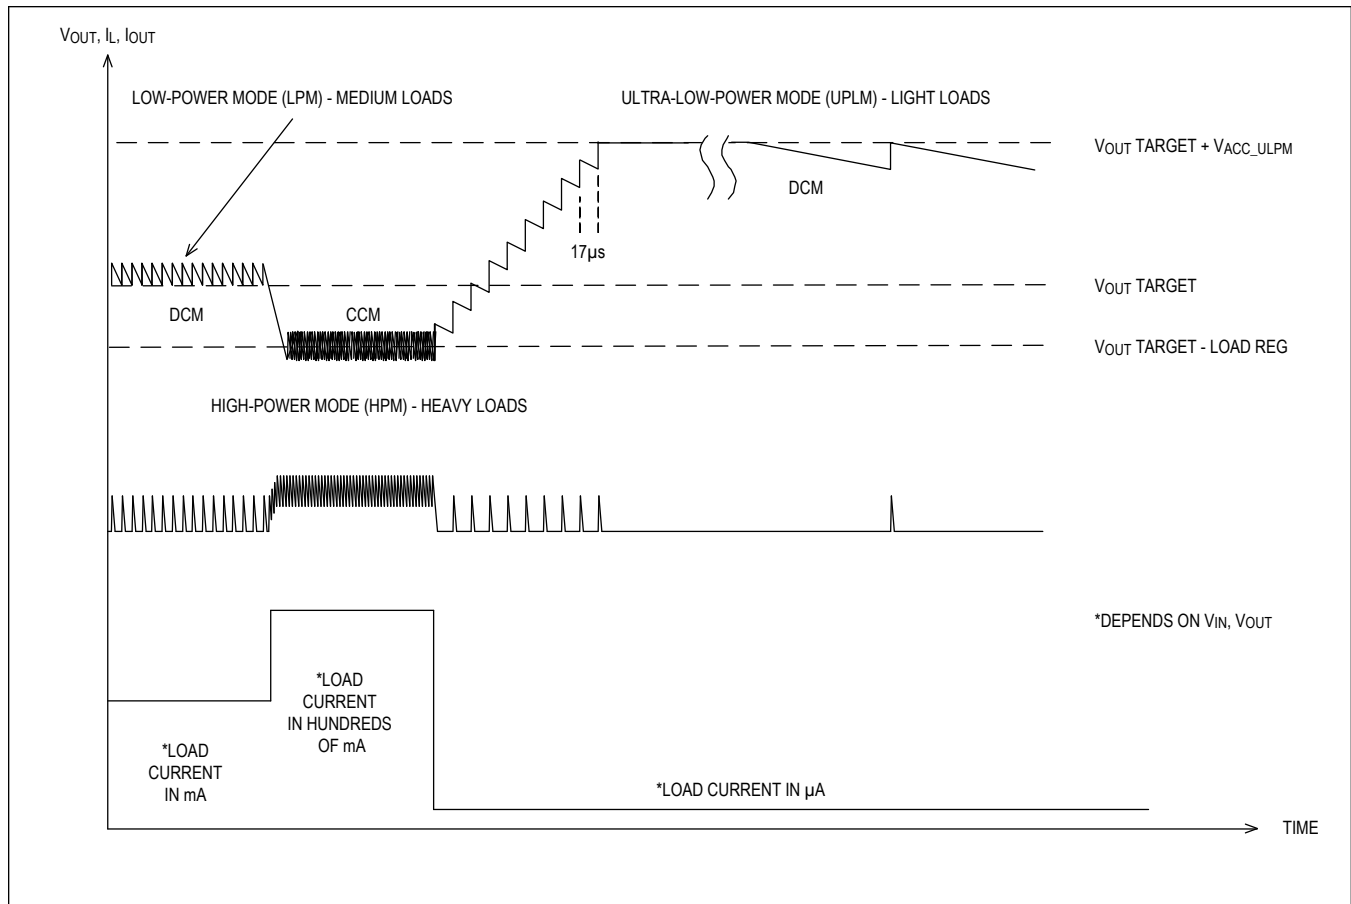 VOUT, IL, IOUT
LOW-POWER MODE (LPM) - MEDIUM LOADS
ULTRA-LOW-POWER MODE (UPLM) - LIGHT LOADS
VOUT TARGET + VACC_ULPM
DCM
17µs
VOUT TARGET
DCM
CCM
VOUT TARGET - LOAD REG
HIGH-POWER MODE (HPM) - HEAVY LOADS
*DEPENDS ON VIN, VOUT
*LOAD
CURRENT
IN HUNDREDS
OF mA
*LOAD
CURRENT
IN mA
*LOAD CURRENT IN µA
TIME